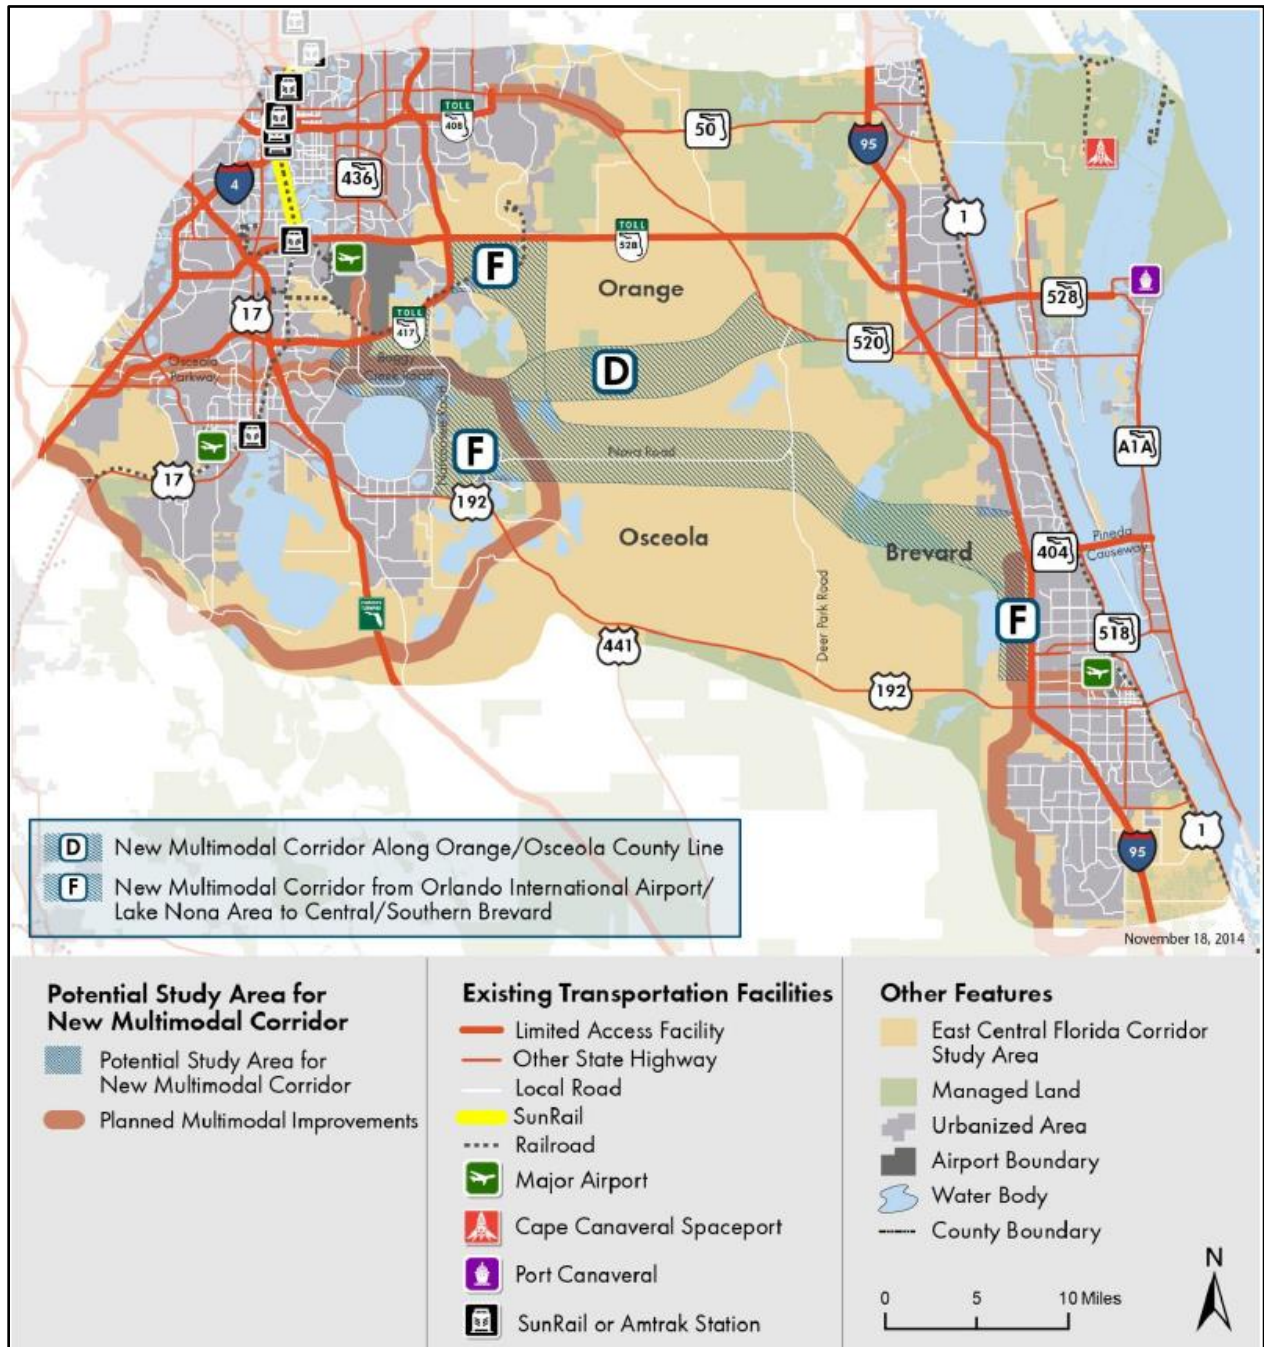 TOLL
408
50
95
4
436
1
TOLL
528
F
Orange
528
17
TOLL
417
520
Osceola
Parkway
Boggy
Creek Road
D
A1A
F
Narcoossee Road
Nova Road
17
192
Osceola
Brevard
404
Pineda
Causeway
Deer Park Road
F
518
441
192
1
95
D New Multimodal Corridor Along Orange/Osceola County Line
F New Multimodal Corridor from Orlando International Airport/
Lake Nona Area to Central/Southern Brevard
November 18, 2014
Potential Study Area for
New Multimodal Corridor
Potential Study Area for
New Multimodal Corridor
Planned Multimodal Improvements
Existing Transportation Facilities
Limited Access Facility
Other State Highway
Local Road
SunRail
Railroad
Major Airport
Cape Canaveral Spaceport
Port Canaveral
SunRail or Amtrak Station
Other Features
East Central Florida Corridor
Study Area
Managed Land
Urbanized Area
Airport Boundary
Water Body
County Boundary
0 5 10 Miles
N